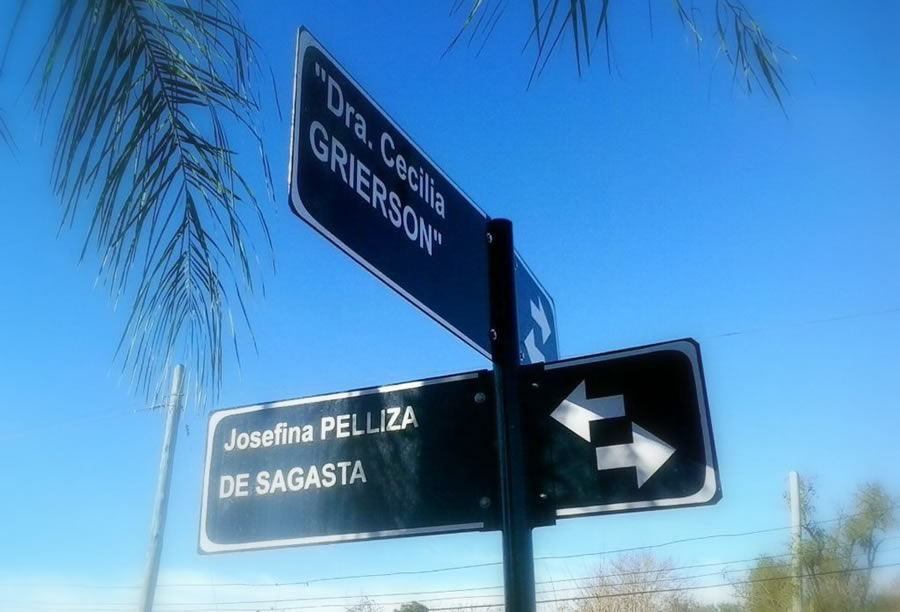 "Dra. Cecilia
GRIERSON"
Josefina PELLIZA
DE SAGASTA